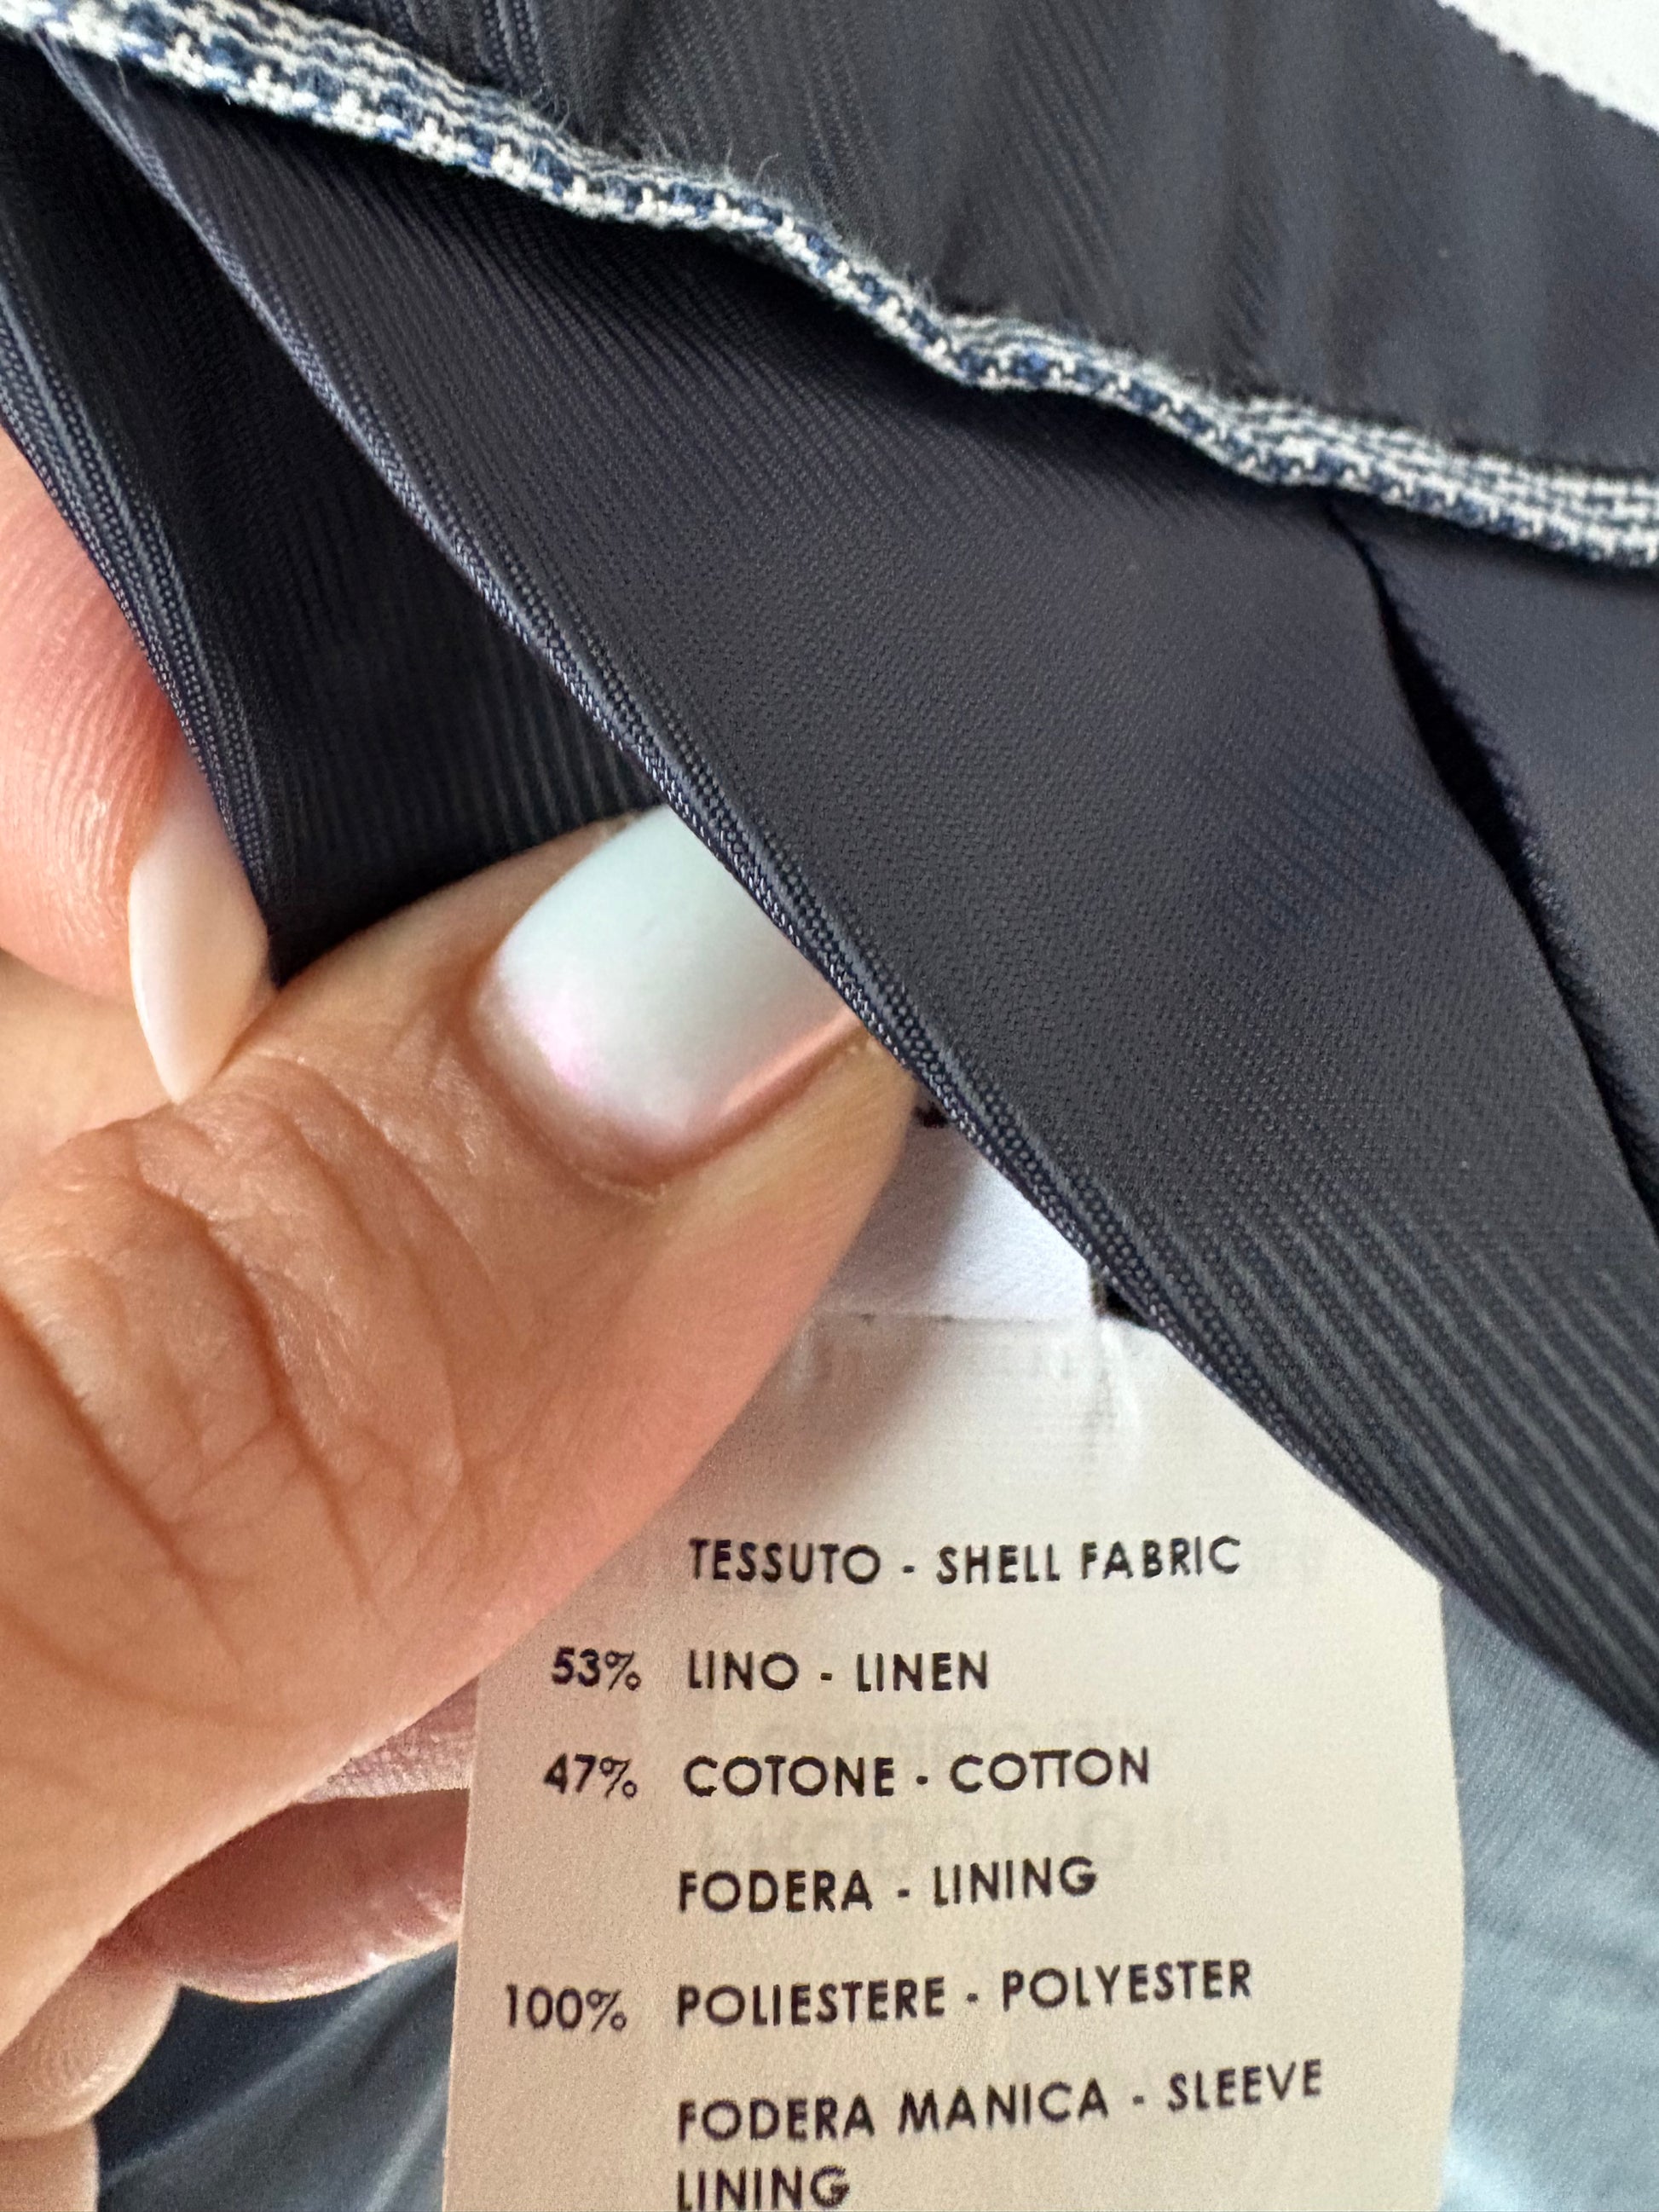 TESSUTO - SHELL FABRIC
53% LINO - LINEN
47% COTONE - COTTON
FODERA - LINING
100% POLIESTERE - POLYESTER
FODERA MANICA - SLEEVE
LINING